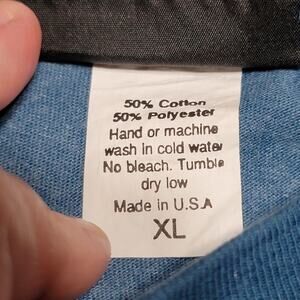 50% Cotton
50% Polyester
Hand or machine
wash in cold water
No bleach. Tumble
dry low
Made in U.S.A
XL